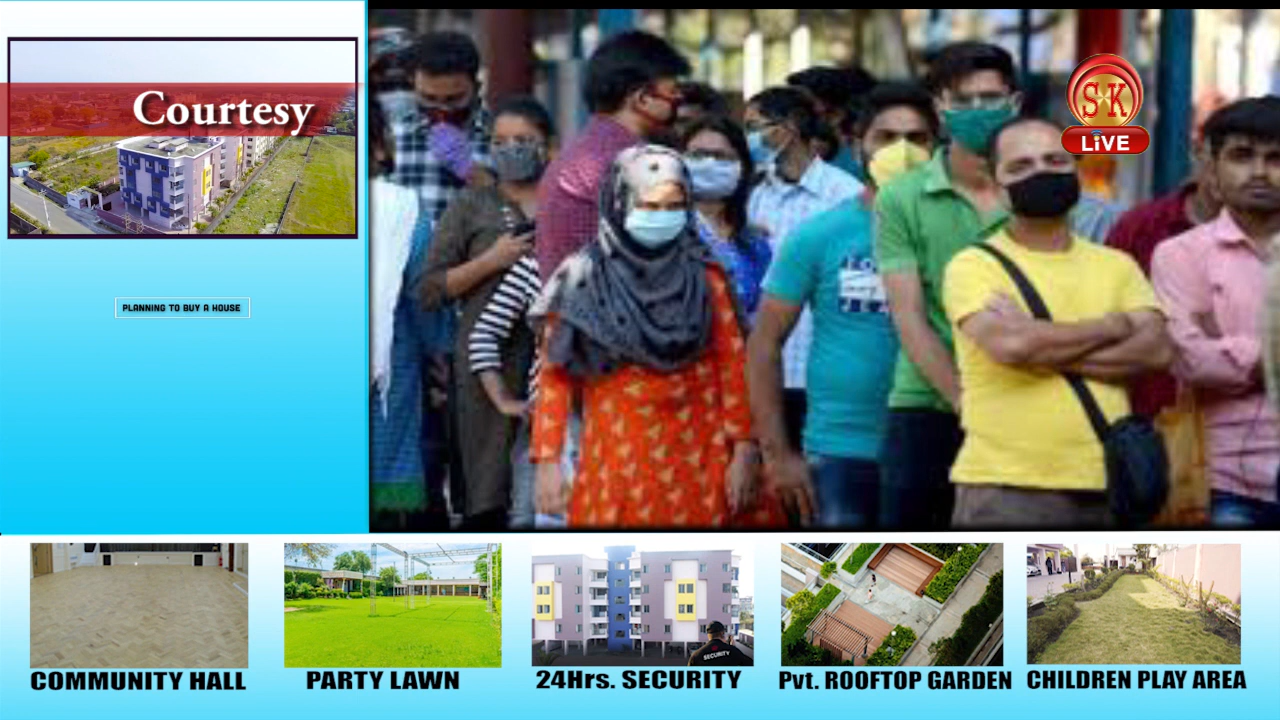 Courtesy
PLANNING TO BUY A HOUSE
SK
LiVE
COMMUNITY HALL
PARTY LAWN
24Hrs. SECURITY
SECURITY
Pvt. ROOFTOP GARDEN
CHILDREN PLAY AREA